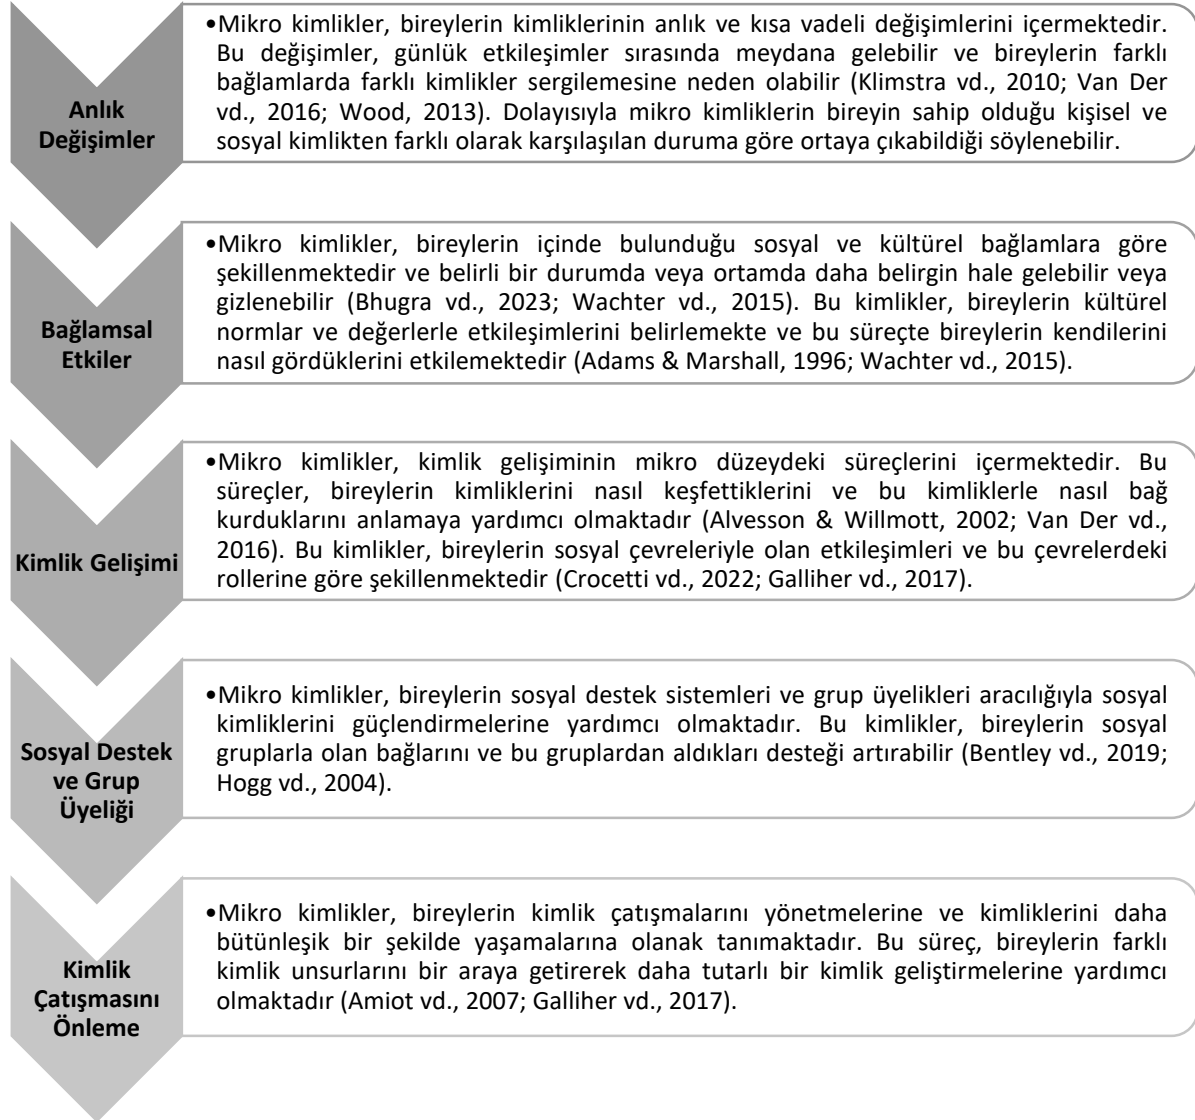 Anlık
Değişimler
•Mikro kimlikler, bireylerin kimliklerinin anlık ve kısa vadeli değişimlerini içermektedir.
Bu değişimler, günlük etkileşimler sırasında meydana gelebilir ve bireylerin farklı
bağlamlarda farklı kimlikler sergilemesine neden olabilir (Klimstra vd., 2010; Van Der
vd., 2016; Wood, 2013). Dolayısıyla mikro kimliklerin bireyin sahip olduğu kişisel ve
sosyal kimlikten farklı olarak karşılaşılan duruma göre ortaya çıkabildiği söylenebilir.
Bağlamsal
Etkiler
•Mikro kimlikler, bireylerin içinde bulunduğu sosyal ve kültürel bağlamlara göre
şekillenmektedir ve belirli bir durumda veya ortamda daha belirgin hale gelebilir veya
gizlenebilir (Bhugra vd., 2023; Wachter vd., 2015). Bu kimlikler, bireylerin kültürel
normlar ve değerlerle etkileşimlerini belirlemekte ve bu süreçte bireylerin kendilerini
nasıl gördüklerini etkilemektedir (Adams & Marshall, 1996; Wachter vd., 2015).
Kimlik Gelişimi
•Mikro kimlikler, kimlik gelişiminin mikro düzeydeki süreçlerini içermektedir. Bu
süreçler, bireylerin kimliklerini nasıl keşfettiklerini ve bu kimliklerle nasıl bağ
kurduklarını anlamaya yardımcı olmaktadır (Alvesson & Willmott, 2002; Van Der vd.,
2016). Bu kimlikler, bireylerin sosyal çevreleriyle olan etkileşimleri ve bu çevrelerdeki
rollerine göre şekillenmektedir (Crocetti vd., 2022; Galliher vd., 2017).
Sosyal Destek
ve Grup
Üyeliği
•Mikro kimlikler, bireylerin sosyal destek sistemleri ve grup üyelikleri aracılığıyla sosyal
kimliklerini güçlendirmelerine yardımcı olmaktadır. Bu kimlikler, bireylerin sosyal
gruplarla olan bağlarını ve bu gruplardan aldıkları desteği artırabilir (Bentley vd., 2019;
Hogg vd., 2004).
Kimlik
Çatışmasını
Önleme
•Mikro kimlikler, bireylerin kimlik çatışmalarını yönetmelerine ve kimliklerini daha
bütünleşik bir şekilde yaşamalarına olanak tanımaktadır. Bu süreç, bireylerin farklı
kimlik unsurlarını bir araya getirerek daha tutarlı bir kimlik geliştirmelerine yardımcı
olmaktadır (Amiot vd., 2007; Galliher vd., 2017).